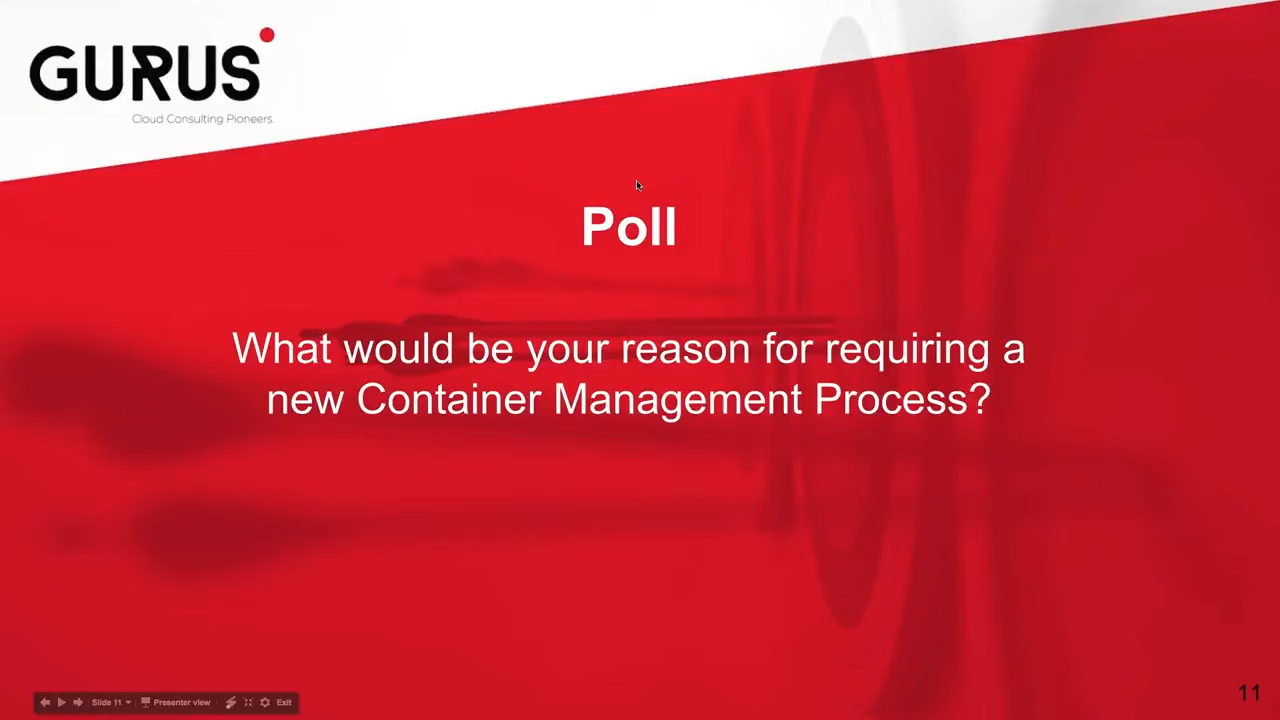 GURUS
Cloud Consulting Pioneers.
Poll
What would be your reason for requiring a
new Container Management Process?
Slide 11
Presenter view
Exit
11